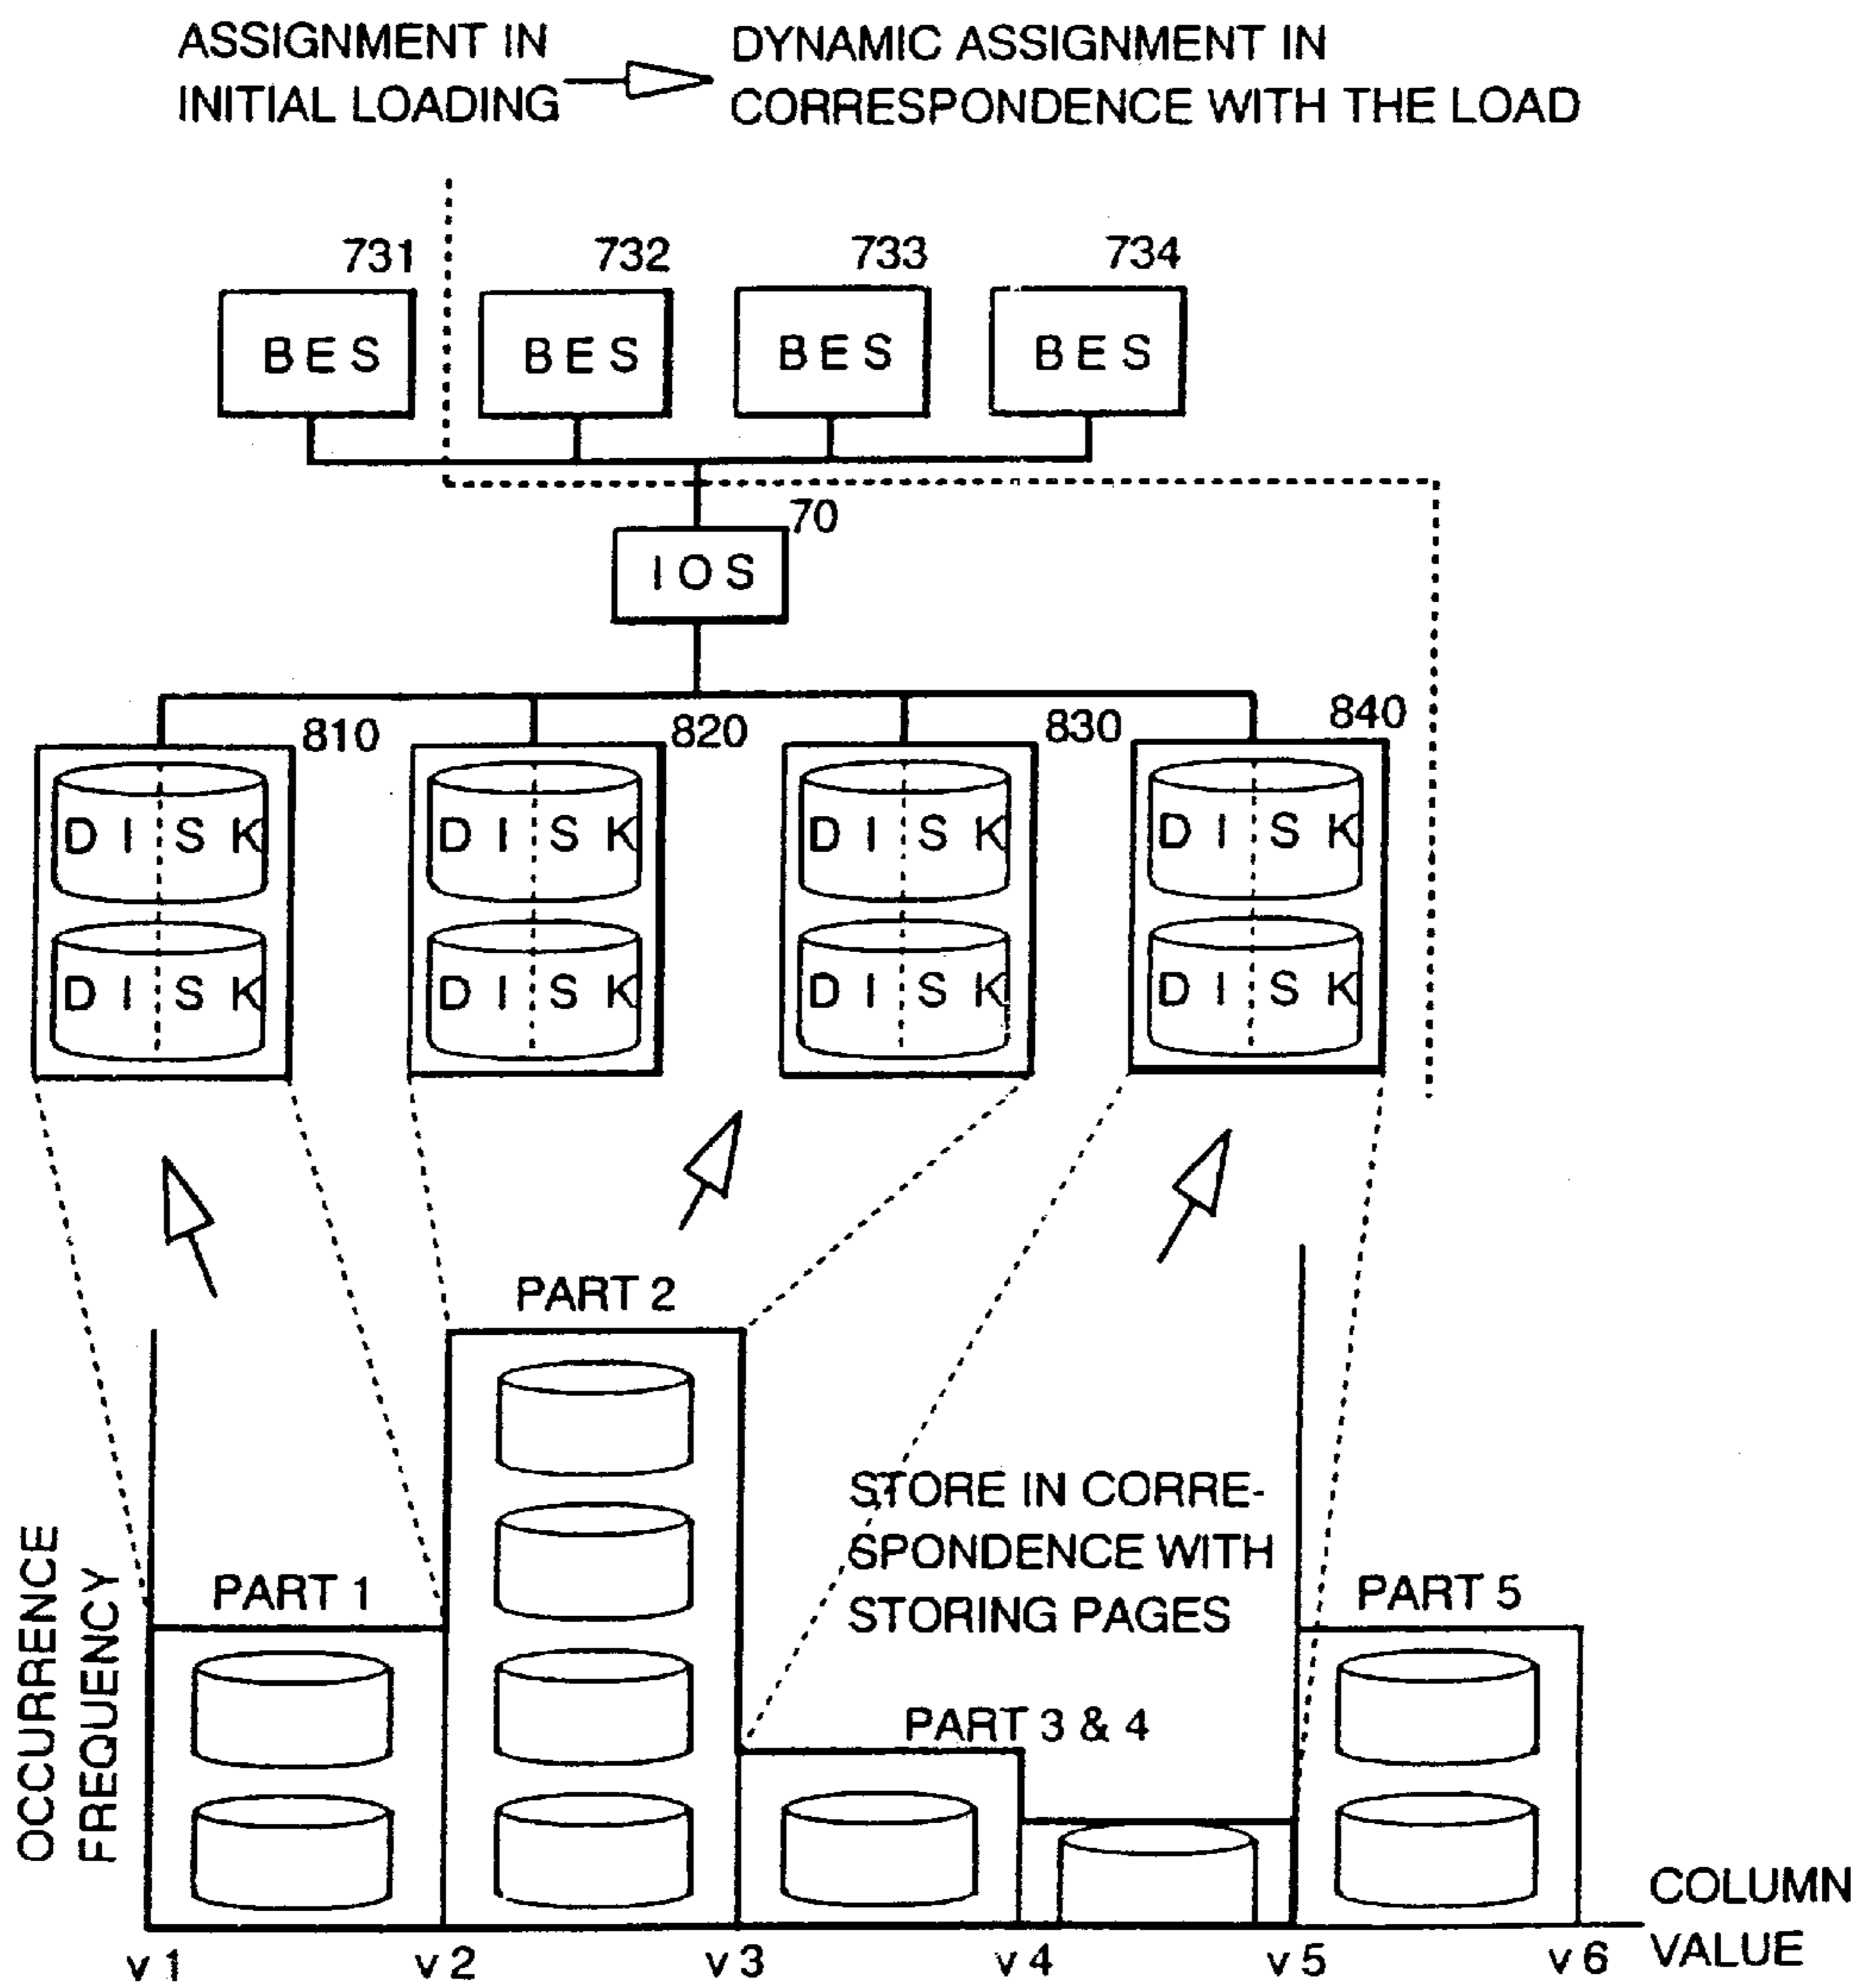 ASSIGNMENT IN
INITIAL LOADING
DYNAMIC ASSIGNMENT IN
CORRESPONDENCE WITH THE LOAD
731
732
733
734
BES
BES
BES
BES
70
IOS
810
820
830
840
DISK
DISK
DISK
DISK
DISK
DISK
DISK
DISK
PART 2
STORE IN CORRE-
SPONDENCE WITH
STORING PAGES
PART 1
PART 5
PART 3 & 4
OCCURRENCE
FREQUENCY
COLUMN
VALUE
v1
v2
v3
v4
v5
v6